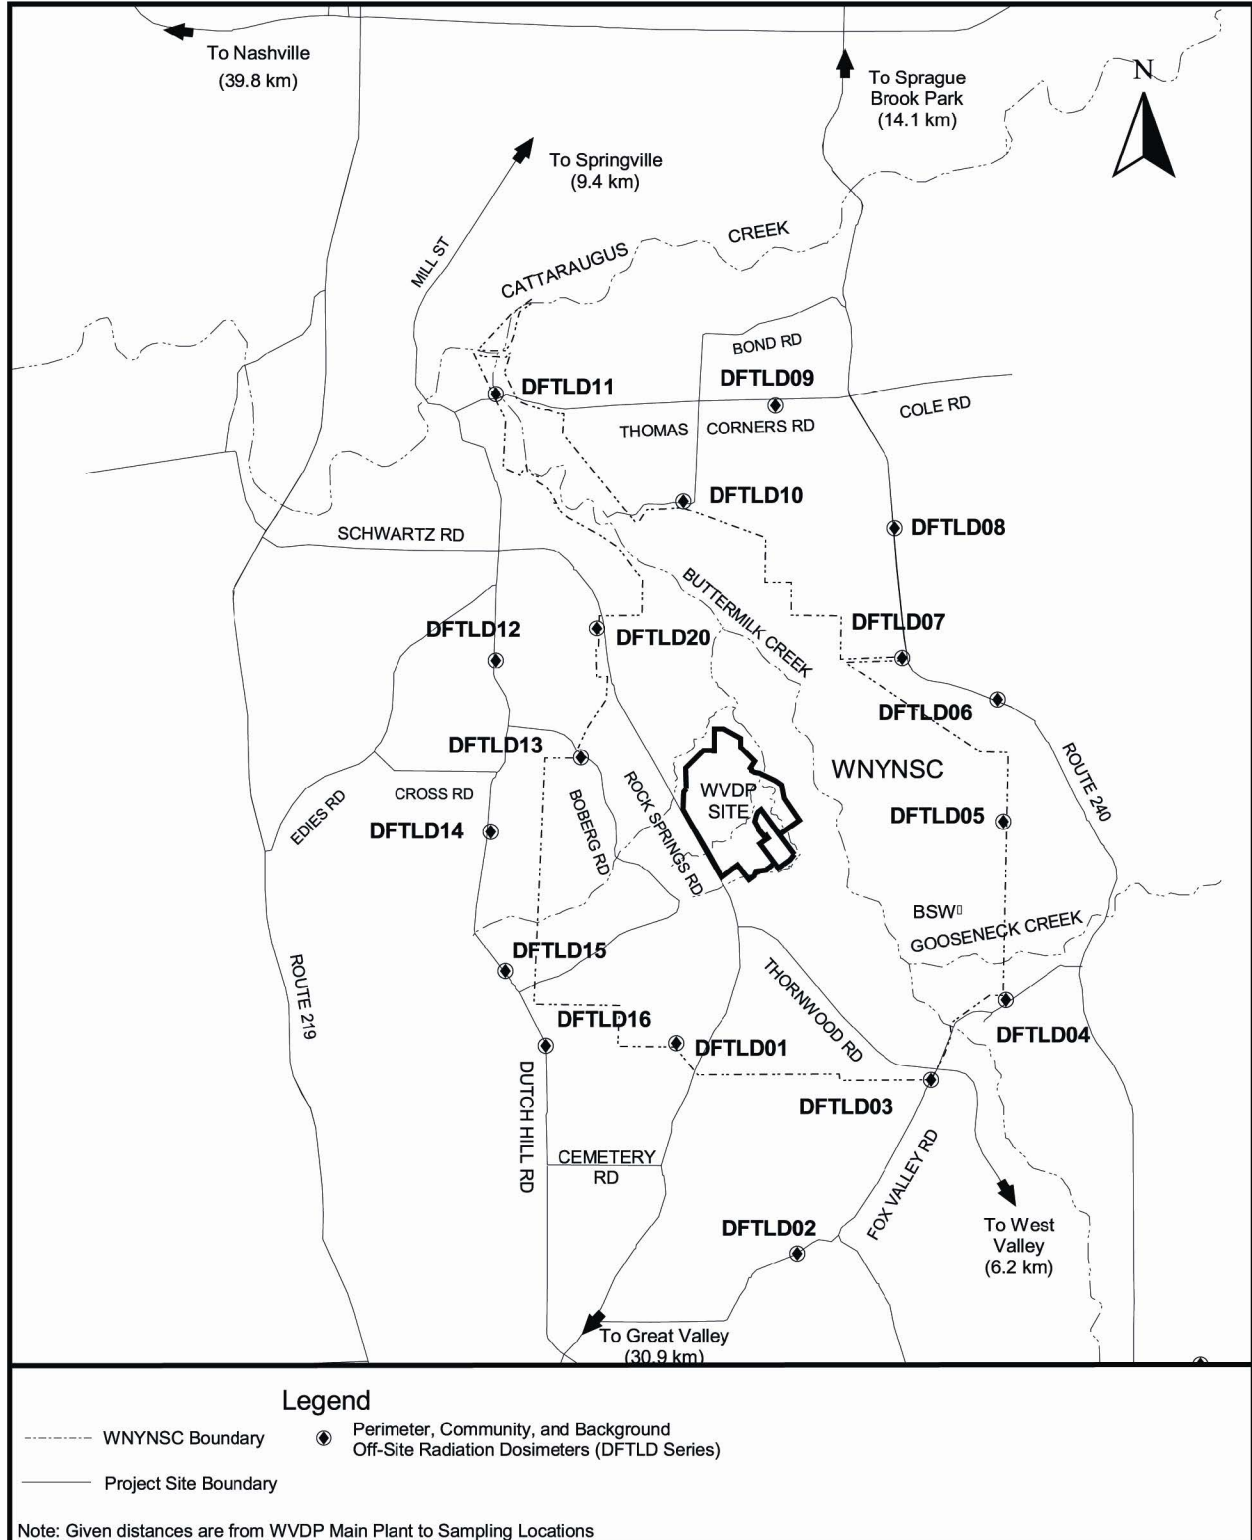 To Nashville
(39.8 km)
To Sprague
Brook Park
(14.1 km)
N
To Springville
(9.4 km)
MILL ST
CATTARAUGUS
CREEK
BOND RD
DFTLD11
DFTLD09
COLE RD
THOMAS
CORNERS RD
DFTLD10
DFTLD08
SCHWARTZ RD
BUTTERMILK CREEK
DFTLD12
DFTLD20
DFTLD07
DFTLD06
DFTLD13
WNYNSC
ROUTE 240
WVDP
SITE
ROCK SPRINGS RD
CROSS RD
EDIES RD
BOBERG RD
DFTLD14
DFTLD05
BSW
GOOSENECK CREEK
DFTLD15
ROUTE 219
THORNWOOD RD
DFTLD16
DFTLD01
DFTLD04
DFTLD03
DUTCH HILL RD
CEMETERY
RD
FOX VALLEY RD
DFTLD02
To West
Valley
(6.2 km)
To Great Valley
(30.9 km)
Legend
WNYNSC Boundary
Perimeter, Community, and Background
Off-Site Radiation Dosimeters (DFTLD Series)
Project Site Boundary
Note: Given distances are from WVDP Main Plant to Sampling Locations